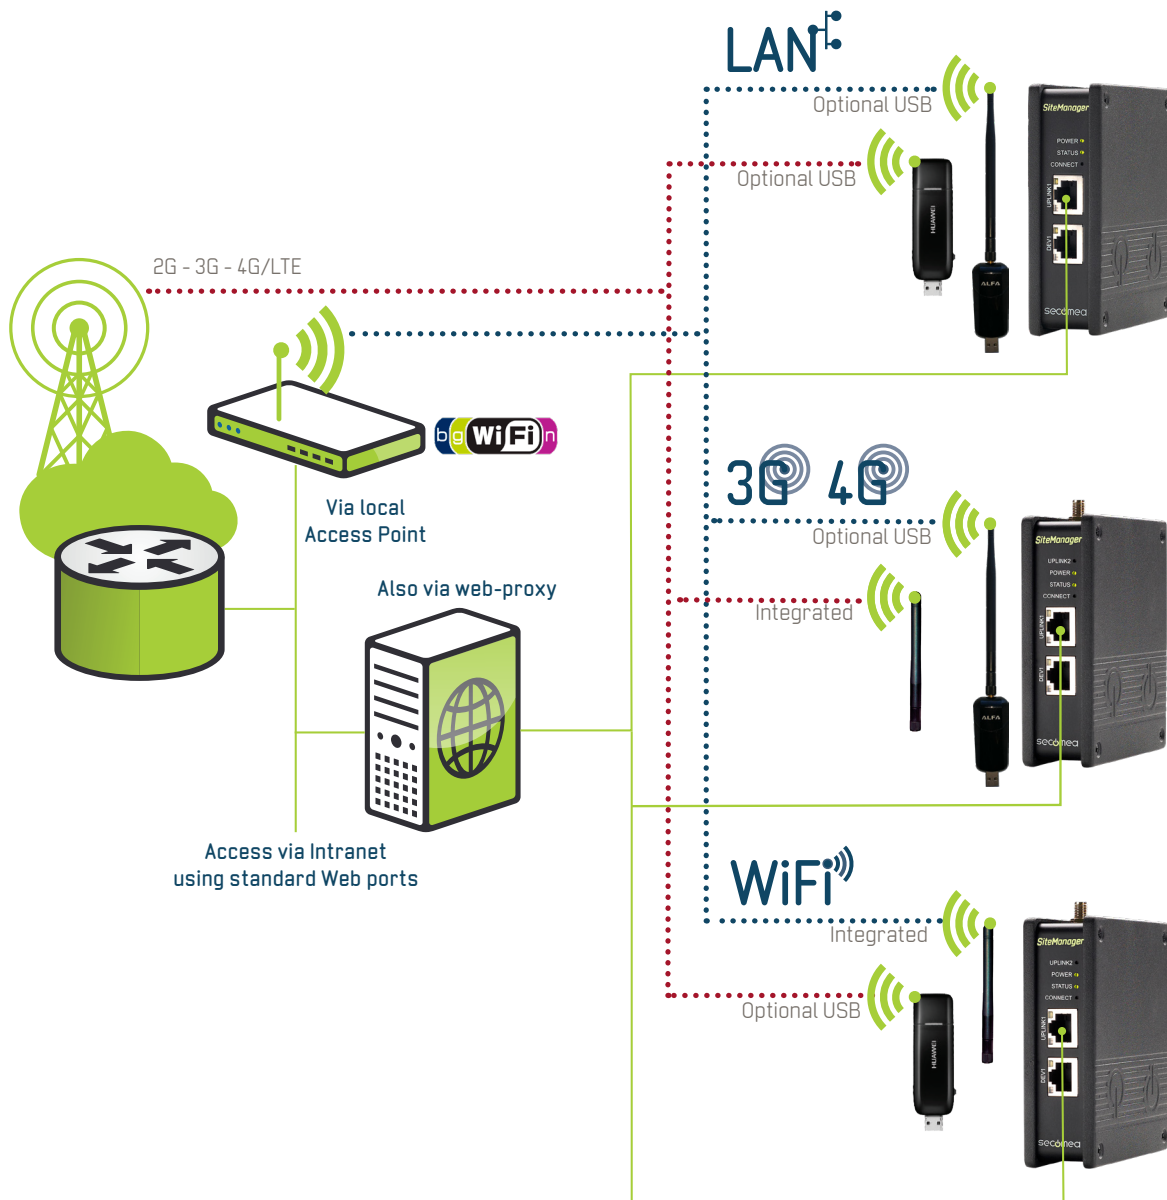 LAN
Optional USB
Optional USB
HUAWEI
ALFA
SiteManager
POWER
STATUS
CONNECT
UPLINK1
DEV1
secomea
2G - 3G - 4G/LTE
b g WiFi n
Via local
Access Point
Also via web-proxy
Access via Intranet
using standard Web ports
3G 4G
Optional USB
Integrated
ALFA
SiteManager
UPLINK2
POWER
STATUS
CONNECT
UPLINK1
DEV1
secomea
WiFi
Integrated
Optional USB
HUAWEI
SiteManager
UPLINK2
POWER
STATUS
CONNECT
UPLINK1
DEV1
secomea